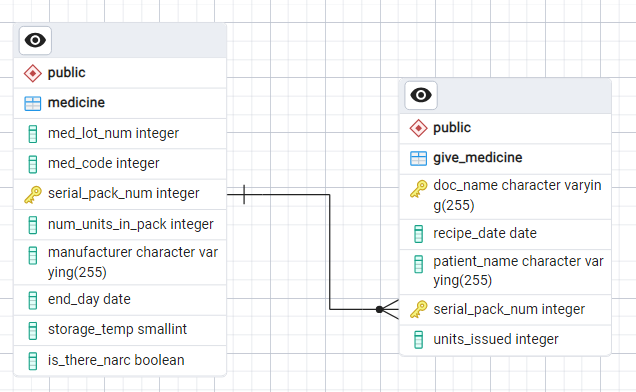 public
medicine
med_lot_num integer
med_code integer
serial_pack_num integer
num_units_in_pack integer
manufacturer character var
ying(255)
end_day date
storage_temp smallint
is_there_narc boolean
public
give_medicine
doc_name character varyin
g(255)
recipe_date date
patient_name character var
ying(255)
serial_pack_num integer
units_issued integer